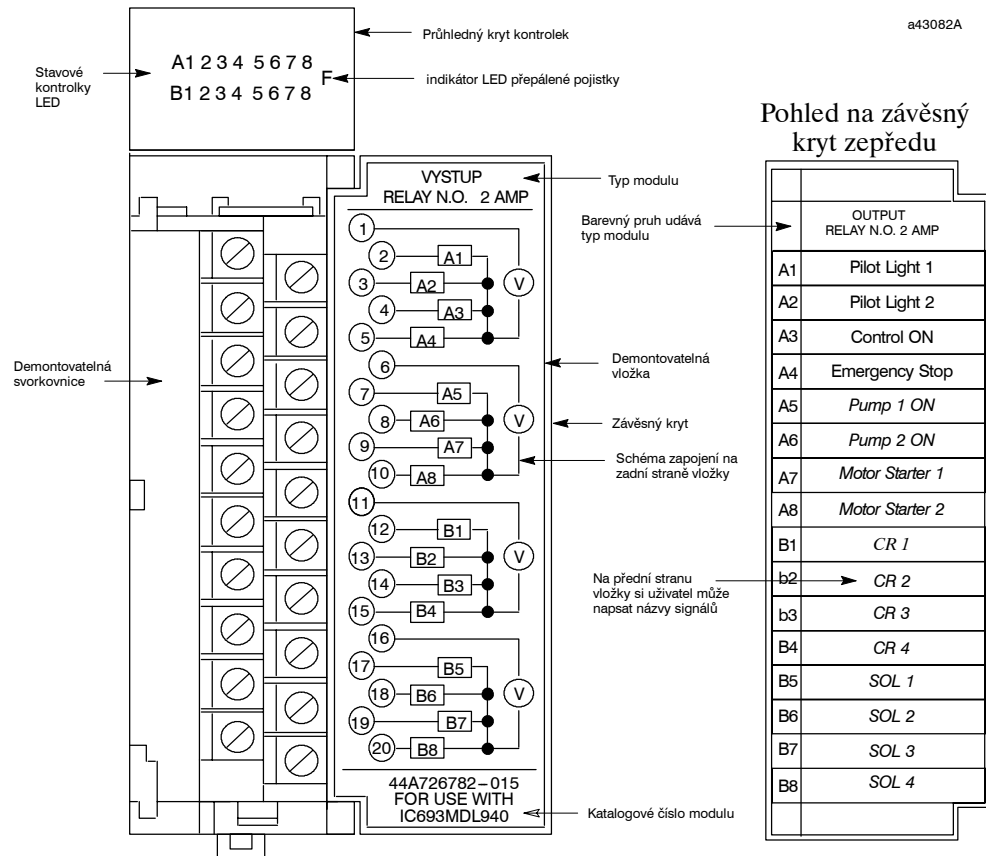 a43082A
Průhledný kryt kontrolek
A1 2 3 4 5 6 7 8
B1 2 3 4 5 6 7 8
F
Stavové
kontrolky
LED
indikátor LED přepálené pojistky
Pohled na závěsný
kryt zepředu
VYSTUP
RELAY N.O. 2 AMP
Typ modulu
Barevný pruh udává
typ modulu
OUTPUT
RELAY N.O. 2 AMP
1
2 A1
3 A2 V
4 A3
5 A4
6
7 A5
8 A6 V
9 A7
10 A8
11
12 B1
13 B2 V
14 B3
15 B4
16
17 B5
18 B6 V
19 B7
20 B8
44A726782–015
FOR USE WITH
IC693MDL940
Demontovatelná
svorkovnice
Demontovatelná
vložka
Závěsný kryt
Schéma zapojení na
zadní straně vložky
Na přední stranu
vložky si uživatel může
napsat názvy signálů
Katalogové číslo modulu
A1 Pilot Light 1
A2 Pilot Light 2
A3 Control ON
A4 Emergency Stop
A5 Pump 1 ON
A6 Pump 2 ON
A7 Motor Starter 1
A8 Motor Starter 2
B1 CR 1
b2 CR 2
b3 CR 3
B4 CR 4
B5 SOL 1
B6 SOL 2
B7 SOL 3
B8 SOL 4